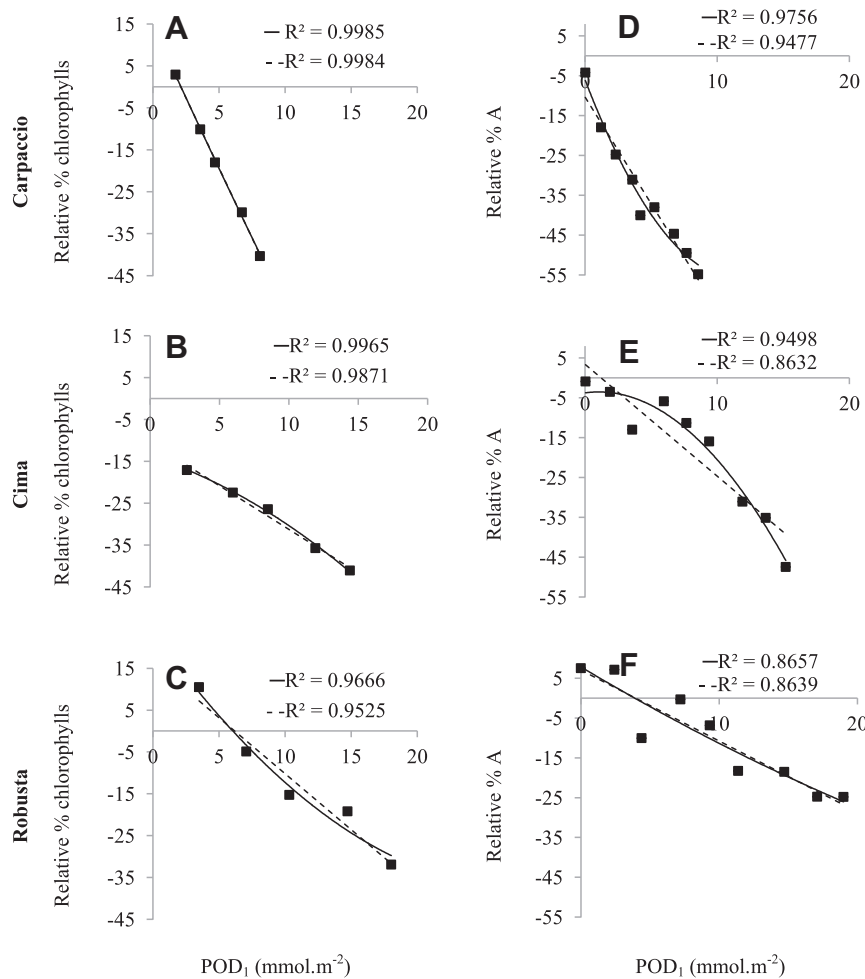 A
R² = 0.9985
R² = 0.9984
15
5
-5
-15
-25
-35
-45
0 5 10 15 20
Relative % chlorophylls
Carpaccio
D
R² = 0.9756
R² = 0.9477
5
-5
-15
-25
-35
-45
-55
0 10 20
Relative % A
B
R² = 0.9965
R² = 0.9871
15
5
-5
-15
-25
-35
-45
0 5 10 15 20
Relative % chlorophylls
Cima
E
R² = 0.9498
R² = 0.8632
5
-5
-15
-25
-35
-45
-55
0 10 20
Relative % A
C
R² = 0.9666
R² = 0.9525
15
5
-5
-15
-25
-35
-45
0 5 10 15 20
Relative % chlorophylls
Robusta
F
R² = 0.8657
R² = 0.8639
5
-5
-15
-25
-35
-45
-55
0 10 20
Relative % A
POD₁ (mmol.m⁻²)
POD₁ (mmol.m⁻²)